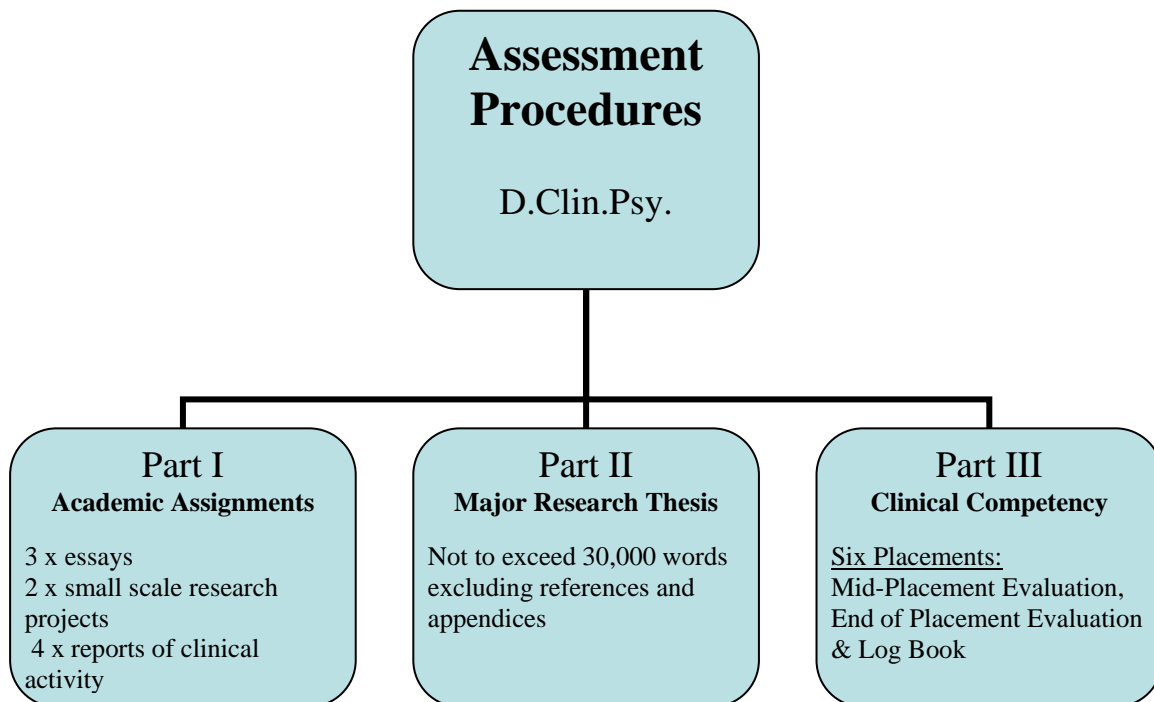 Assessment
Procedures
D.Clin.Psy.
Part I
Academic Assignments
3 x essays
2 x small scale research
projects
4 x reports of clinical
activity
Part II
Major Research Thesis
Not to exceed 30,000 words
excluding references and
appendices
Part III
Clinical Competency
Six Placements:
Mid-Placement Evaluation,
End of Placement Evaluation
& Log Book